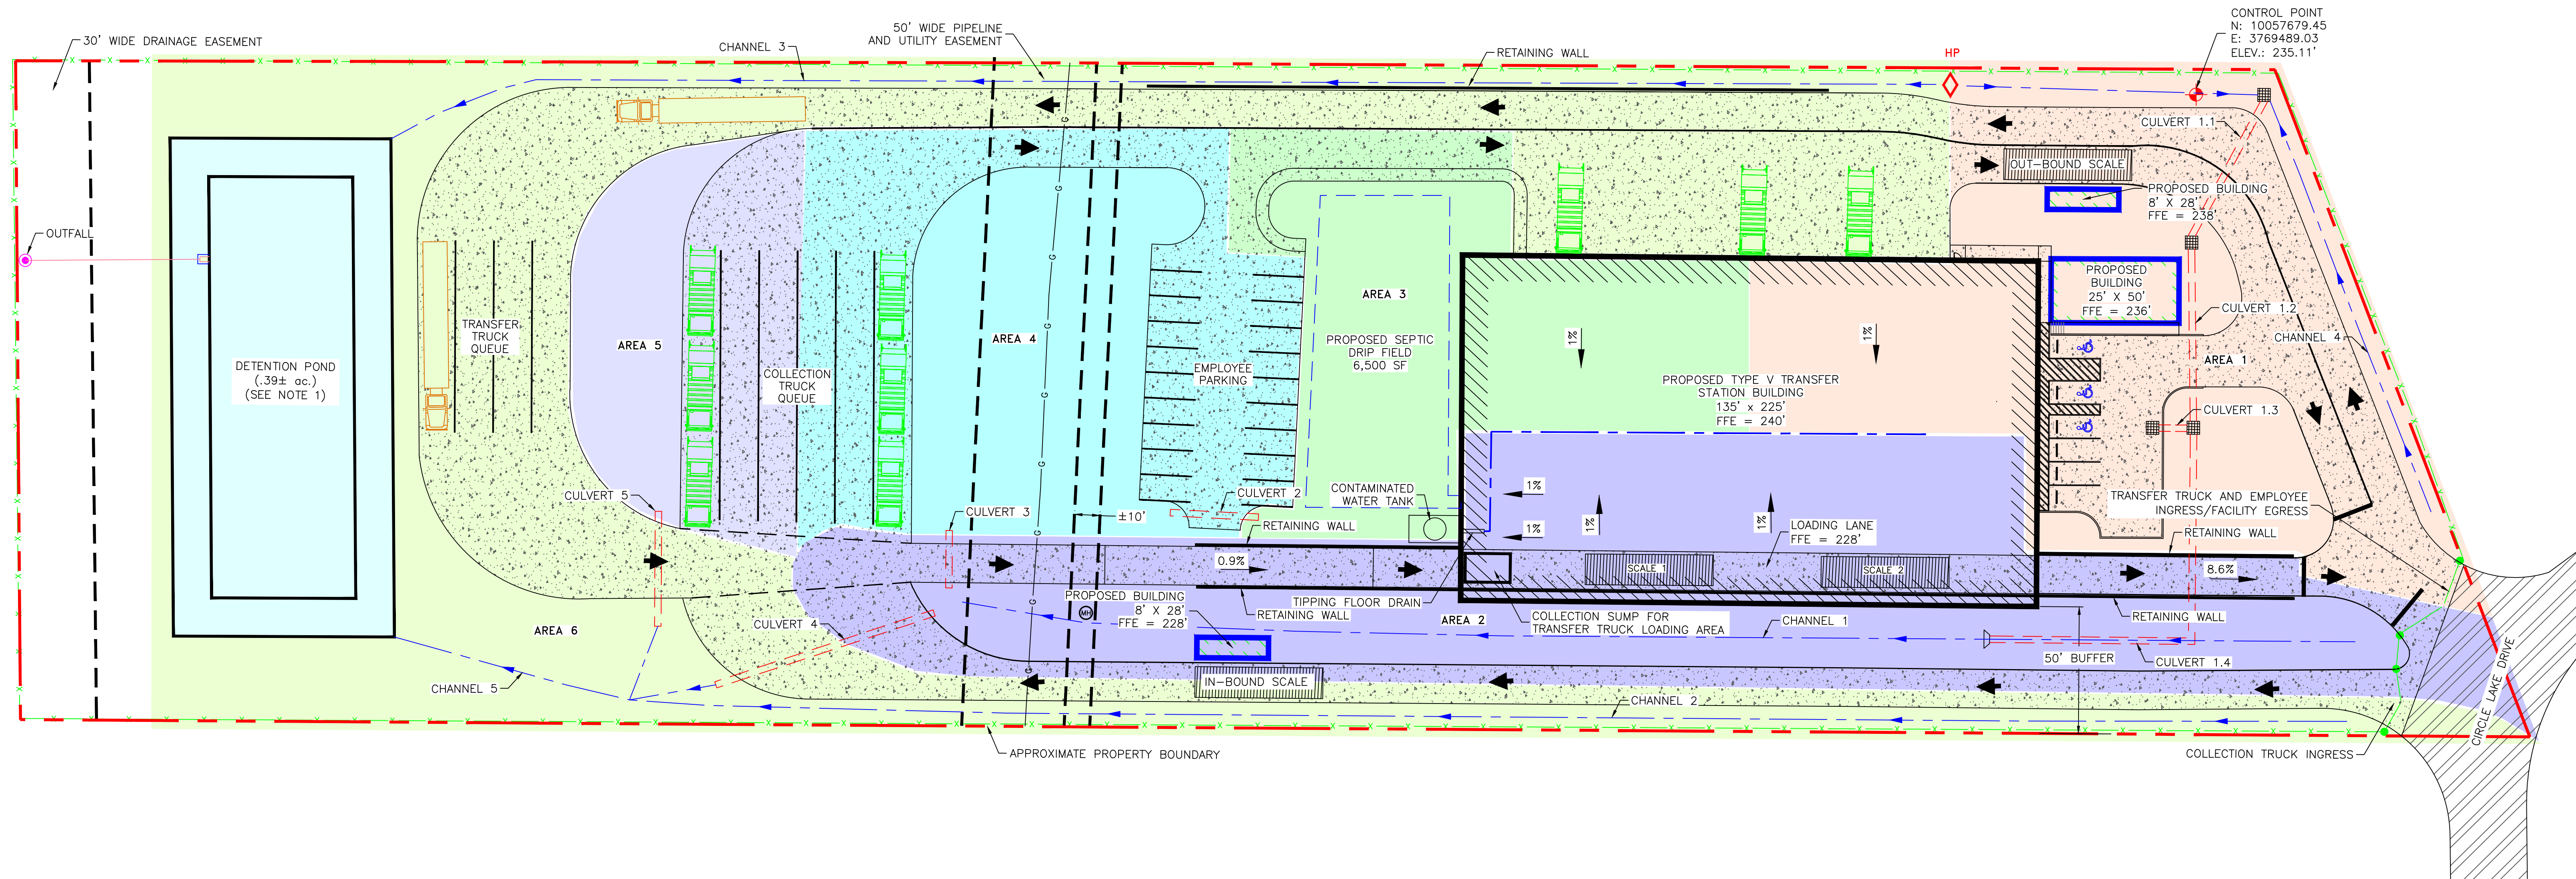 CONTROL POINT
N: 10057679.45
E: 3769489.03
ELEV.: 235.11'
50' WIDE PIPELINE
AND UTILITY EASEMENT
30' WIDE DRAINAGE EASEMENT
CHANNEL 3
RETAINING WALL
HP
CULVERT 1.1
OUT-BOUND SCALE
PROPOSED BUILDING
8' X 28'
FFE = 238'
OUTFALL
PROPOSED
BUILDING
25' X 50'
FFE = 236'
CULVERT 1.2
CHANNEL 4
AREA 1
AREA 3
TRANSFER
TRUCK
QUEUE
AREA 5
AREA 4
PROPOSED SEPTIC
DRIP FIELD
6,500 SF
1%
1%
DETENTION POND
(.39± ac.)
(SEE NOTE 1)
COLLECTION
TRUCK
QUEUE
EMPLOYEE
PARKING
PROPOSED TYPE V TRANSFER
STATION BUILDING
135' x 225'
FFE = 240'
CULVERT 1.3
G
G
G
G
G
G
G
G
G
G
CULVERT 5
CULVERT 3
CULVERT 2
±10'
CONTAMINATED
WATER TANK
RETAINING WALL
1%
1%
1%
1%
LOADING LANE
FFE = 228'
TRANSFER TRUCK AND EMPLOYEE
INGRESS/FACILITY EGRESS
RETAINING WALL
0.9%
SCALE 1
SCALE 2
8.6%
PROPOSED BUILDING
8' X 28'
FFE = 228'
MH
TIPPING FLOOR DRAIN
RETAINING WALL
COLLECTION SUMP FOR
TRANSFER TRUCK LOADING AREA
AREA 2
CHANNEL 1
RETAINING WALL
CULVERT 4
AREA 6
50' BUFFER
CULVERT 1.4
IN-BOUND SCALE
CHANNEL 5
CHANNEL 2
CIRCLE LAKE DRIVE
APPROXIMATE PROPERTY BOUNDARY
COLLECTION TRUCK INGRESS